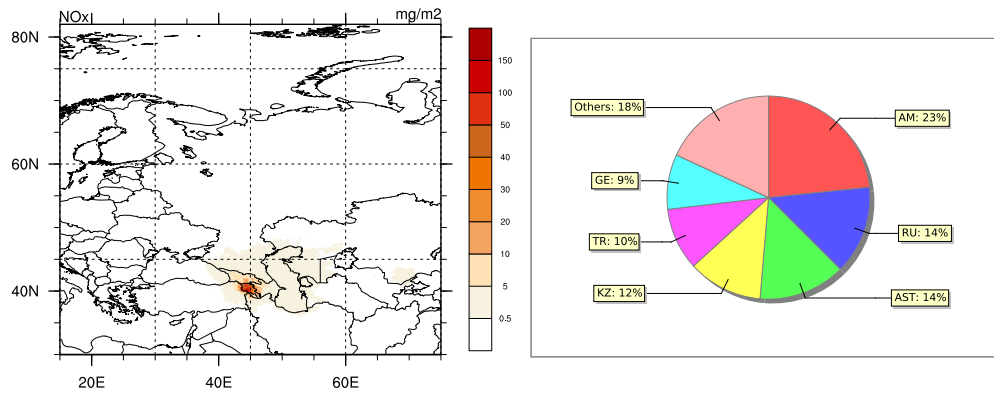 NOx
mg/m2
80N
60N
40N
20E
40E
60E
150
100
50
40
30
20
10
5
0.5
Others: 18%
AM: 23%
GE: 9%
RU: 14%
TR: 10%
KZ: 12%
AST: 14%